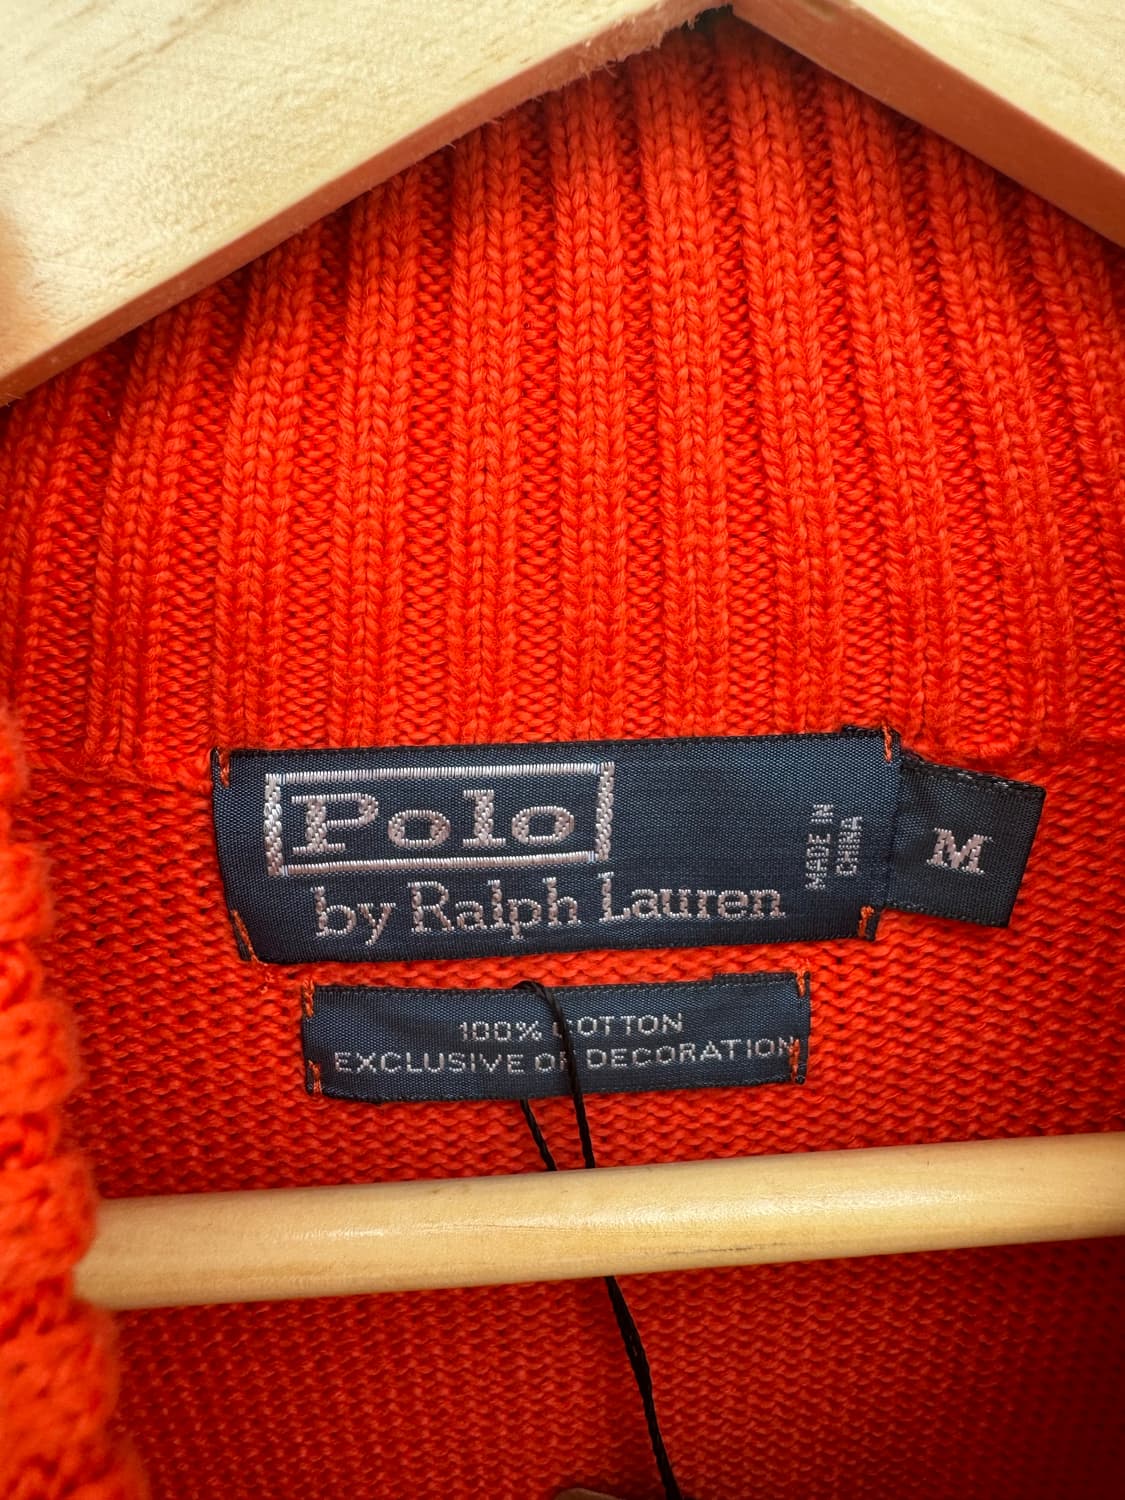 Polo
by Ralph Lauren
MADE IN
CHINA
M
100% COTTON
EXCLUSIVE OF DECORATION